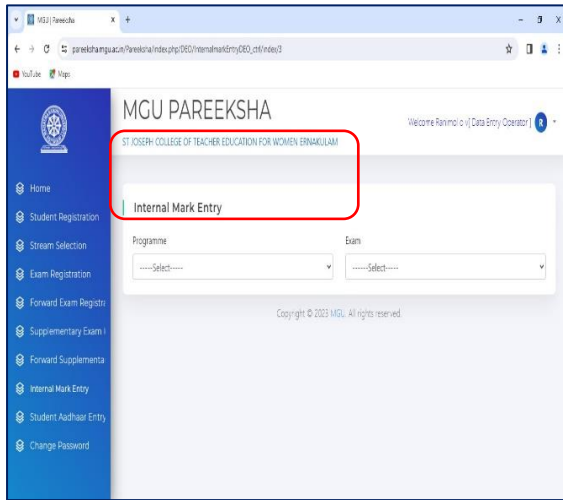 MGU | Pareeksha
pareeksha.mgu.ac.in/Pareeksha/index.php/DEO/InternalmarkEntryDEO_ctrl/index/3
YouTube
Maps
MGU PAREEKSHA
Welcome Ranimol o v[ Data Entry Operator ]
R
ST JOSEPH COLLEGE OF TEACHER EDUCATION FOR WOMEN ERNAKULAM
Home
Student Registration
Stream Selection
Exam Registration
Forward Exam Registra
Supplementary Exam
Forward Supplementa
Internal Mark Entry
Student Aadhaar Entry
Change Password
Internal Mark Entry
Programme
Exam
-----Select-----
------Select-----
Copyright © 2023 MGU. All rights reserved.